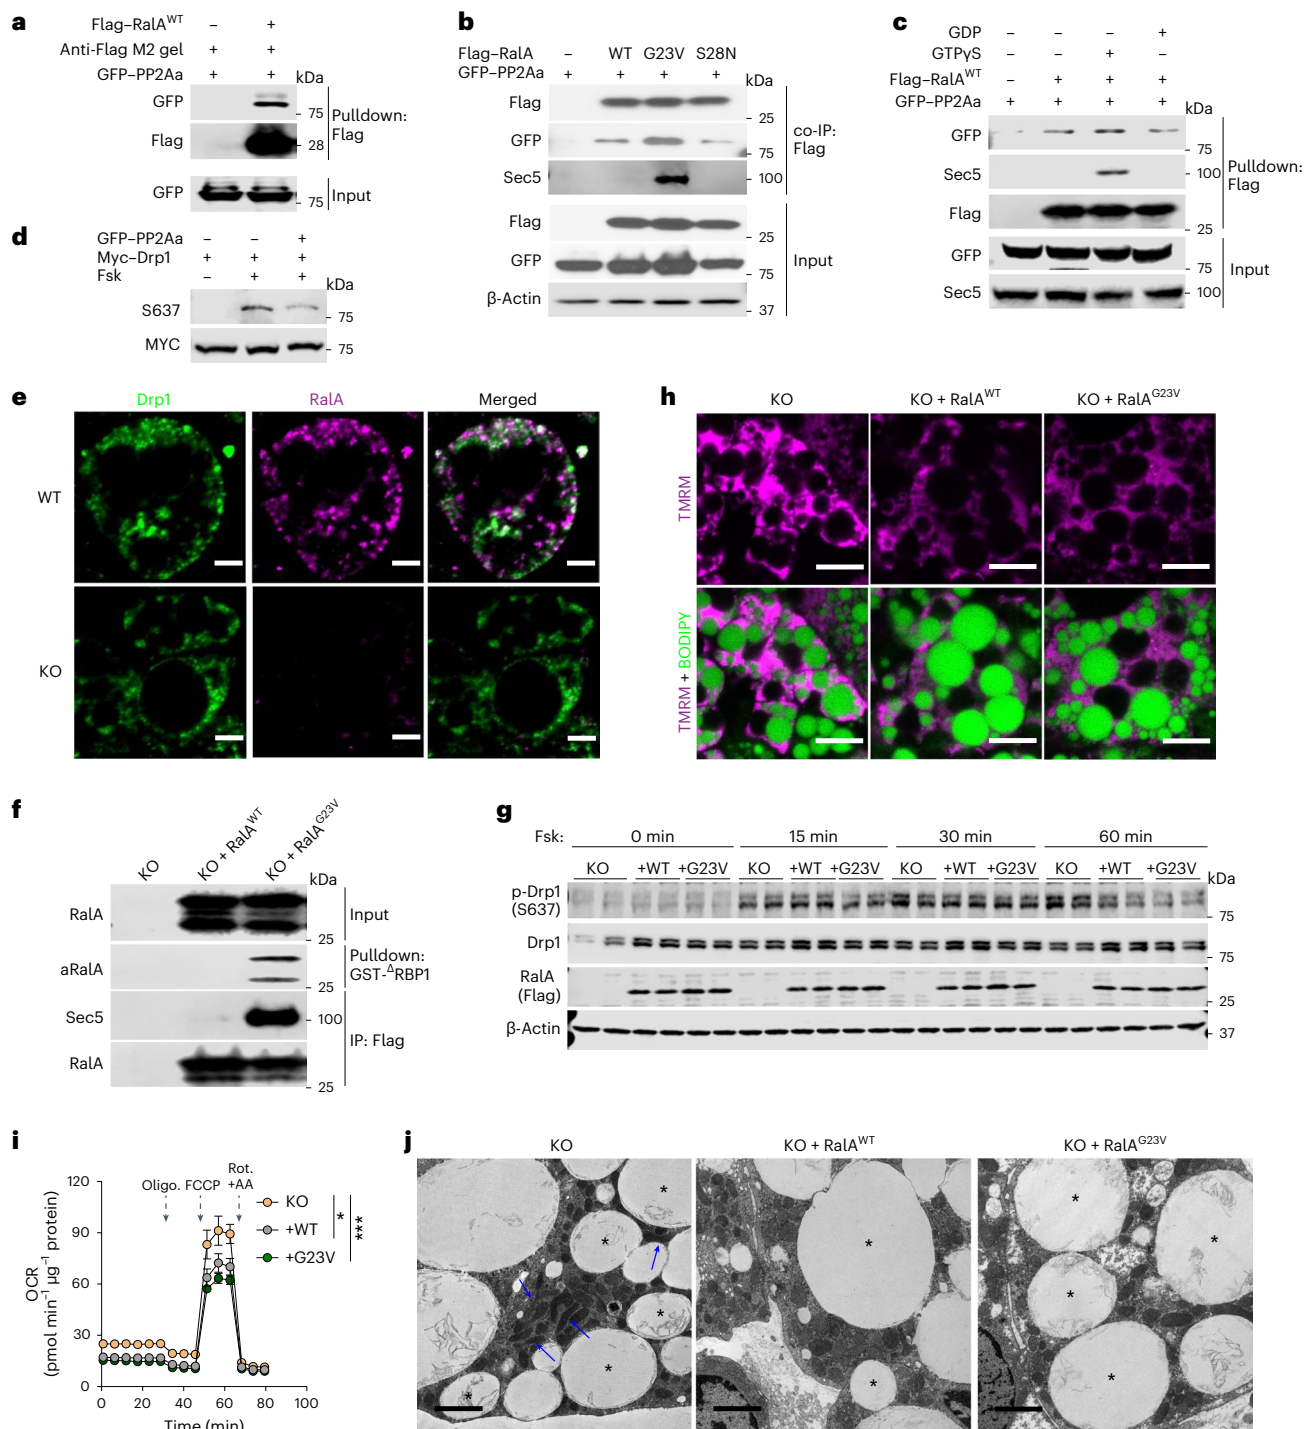 a
Flag–RalA^WT – +
Anti-Flag M2 gel + +
GFP–PP2Aa + + kDa
GFP 75
Flag 28
Pulldown: Flag
GFP 75 Input
b
Flag–RalA – WT G23V S28N
GFP–PP2Aa + + + + kDa
Flag 25
GFP 75
Sec5 100
co-IP: Flag
Flag 25
GFP 75
β-Actin 37
Input
c
GDP – – – +
GTPγS – – + –
Flag–RalA^WT – + + +
GFP–PP2Aa + + + + kDa
GFP 75
Sec5 100
Flag 25
Pulldown: Flag
GFP 75
Sec5 100
Input
d
GFP–PP2Aa – – +
Myc–Drp1 + + +
Fsk – + + kDa
S637 75
MYC 75
e
Drp1 RalA Merged
WT
KO
h
KO KO + RalA^WT KO + RalA^G23V
TMRM
TMRM + BODIPY
f
KO KO + RalA^WT KO + RalA^G23V
kDa
RalA 25 Input
aRalA 25 Pulldown: GST-^ΔRBP1
Sec5 100
RalA 25
IP: Flag
g
Fsk: 0 min 15 min 30 min 60 min
KO +WT +G23V KO +WT +G23V KO +WT +G23V KO +WT +G23V
kDa
p-Drp1 (S637) 75
Drp1 75
RalA (Flag) 25
β-Actin 37
i
OCR (pmol min⁻¹ µg⁻¹ protein)
120
90
60
30
0
Oligo. FCCP Rot. +AA
KO
+WT
+G23V
*
***
0 20 40 60 80 100
Time (min)
j
KO KO + RalA^WT KO + RalA^G23V
* * * * *
* *
* * * *